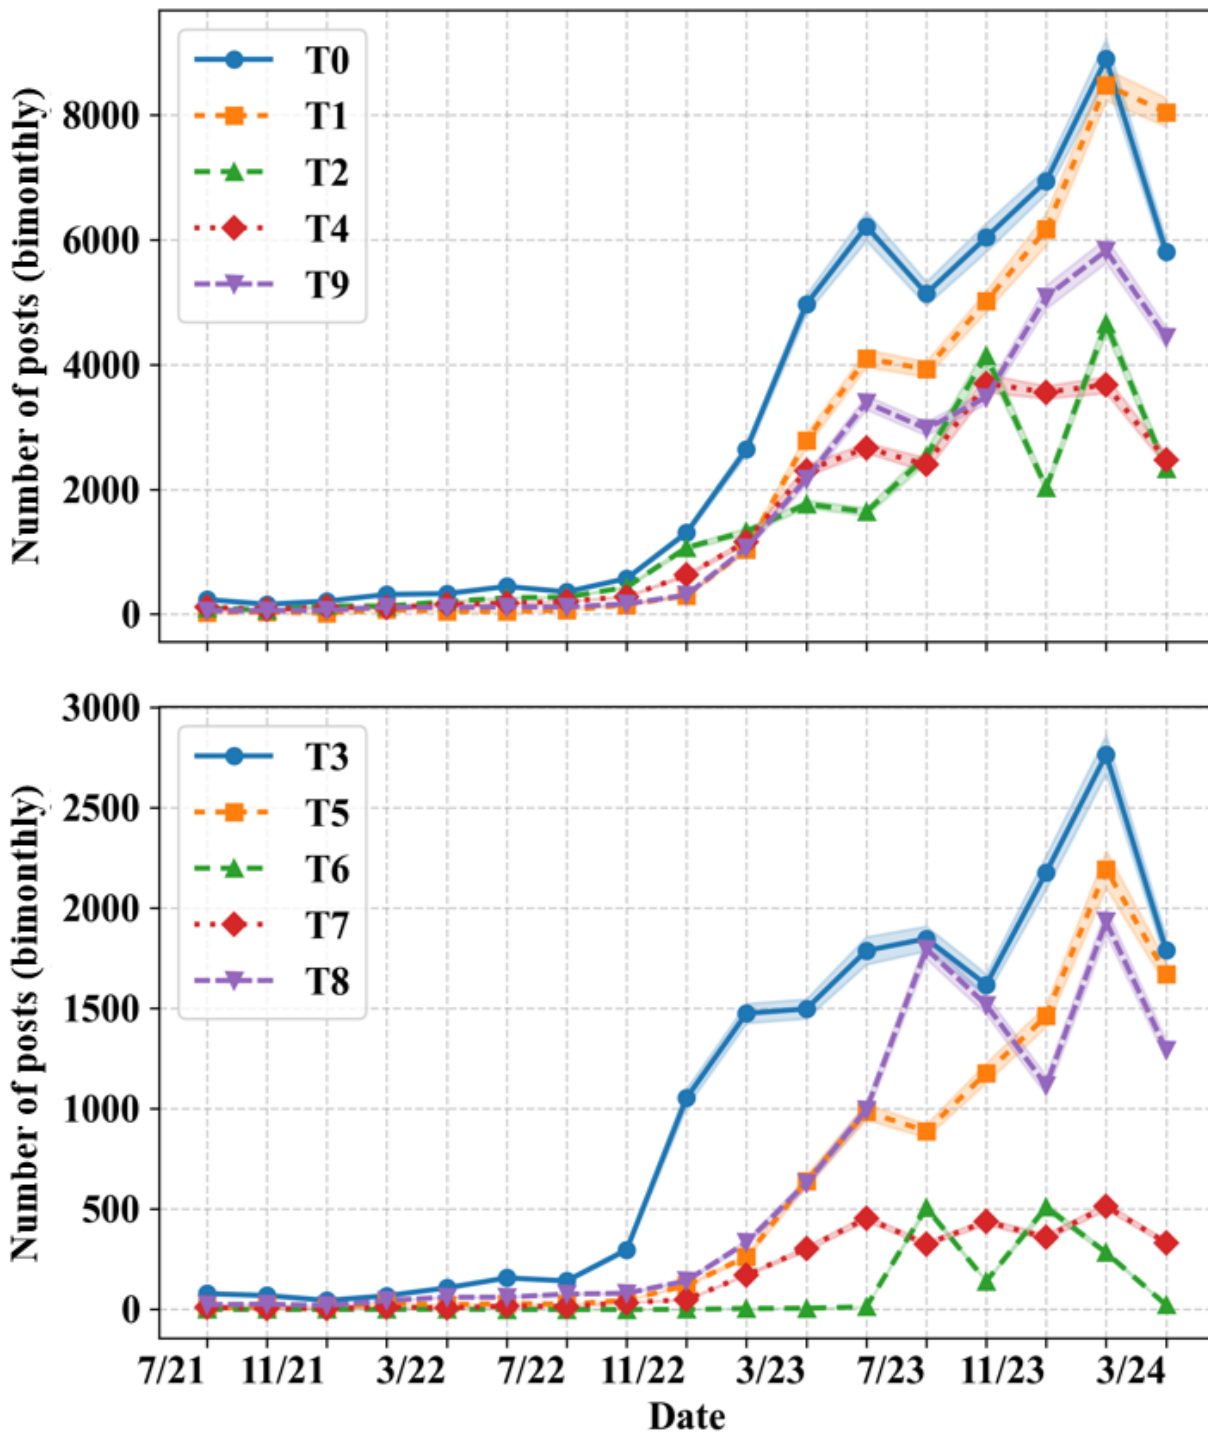 Number of posts (bimonthly)
8000
6000
4000
2000
0
T0
T1
T2
T4
T9
Number of posts (bimonthly)
3000
2500
2000
1500
1000
500
0
T3
T5
T6
T7
T8
7/21 11/21 3/22 7/22 11/22 3/23 7/23 11/23 3/24
Date